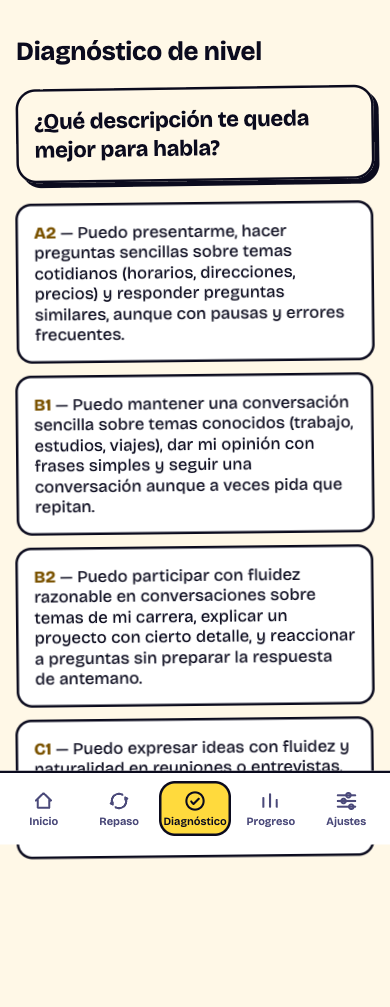 Diagnóstico de nivel
¿Qué descripción te queda
mejor para habla?
A2 — Puedo presentarme, hacer
preguntas sencillas sobre temas
cotidianos (horarios, direcciones,
precios) y responder preguntas
similares, aunque con pausas y errores
frecuentes.
B1 — Puedo mantener una conversación
sencilla sobre temas conocidos (trabajo,
estudios, viajes), dar mi opinión con
frases simples y seguir una
conversación aunque a veces pida que
repitan.
B2 — Puedo participar con fluidez
razonable en conversaciones sobre
temas de mi carrera, explicar un
proyecto con cierto detalle, y reaccionar
a preguntas sin preparar la respuesta
de antemano.
C1 — Puedo expresar ideas con fluidez y
naturalidad en reuniones o entrevistas,
Inicio
Repaso
Diagnóstico
Progreso
Ajustes